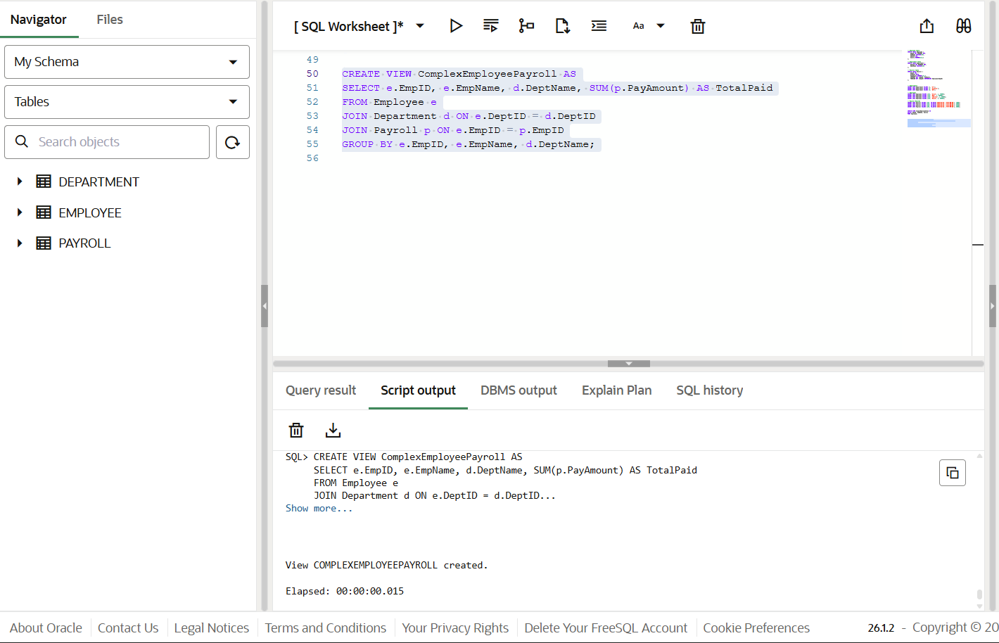 Navigator Files
My Schema
Tables
Search objects
DEPARTMENT
EMPLOYEE
PAYROLL
[ SQL Worksheet ]*
Aa
49
50 CREATE VIEW ComplexEmployeePayroll AS
51 SELECT e.EmpID, e.EmpName, d.DeptName, SUM(p.PayAmount) AS TotalPaid
52 FROM Employee e
53 JOIN Department d ON e.DeptID = d.DeptID
54 JOIN Payroll p ON e.EmpID = p.EmpID
55 GROUP BY e.EmpID, e.EmpName, d.DeptName;
56
Query result Script output DBMS output Explain Plan SQL history
SQL> CREATE VIEW ComplexEmployeePayroll AS
SELECT e.EmpID, e.EmpName, d.DeptName, SUM(p.PayAmount) AS TotalPaid
FROM Employee e
JOIN Department d ON e.DeptID = d.DeptID...
Show more...
View COMPLEXEMPLOYEEPAYROLL created.
Elapsed: 00:00:00.015
About Oracle Contact Us Legal Notices Terms and Conditions Your Privacy Rights Delete Your FreeSQL Account Cookie Preferences 26.1.2 - Copyright © 20